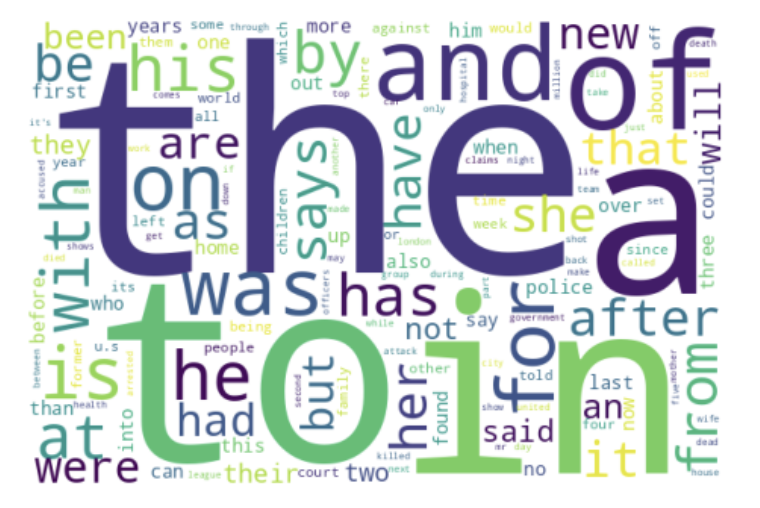 the
a
to
in
and
of
his
by
new
been
years
some
through
be
them
one
more
against
him
would
which
off
death
first
comes
world
out
top
there
hospital
million
did
used
take
about
will
it's
they
are
all
car
only
just
that
have
when
claims
night
work
if
another
year
accused
man
on
down
says
children
life
team
could
with
left
as
get
made
she
time
week
over
set
home
up
or
london
also
shot
since
three
died
shows
may
back
called
make
its
was
has
group
during
part
police
before
who
officers
for
after
being
not
say
government
while
u.s
people
between
former
is
arrested
he
but
second
family
attack
other
her
city
told
last
from
five
mother
than
health
had
found
show
united
an
four
now
wife
at
into
this
said
mr
day
it
dead
were
can
league
their
court
two
killed
next
no
house